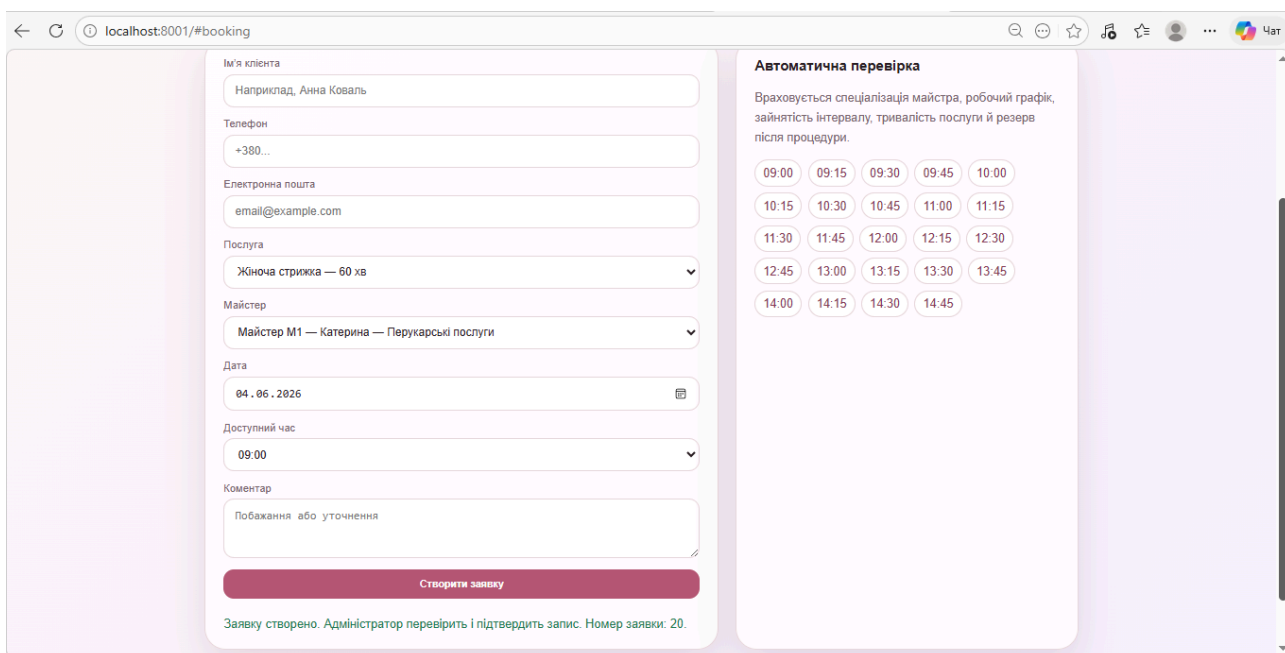 localhost:8001/#booking
Чат
Ім'я клієнта
Наприклад, Анна Коваль
Телефон
+380...
Електронна пошта
email@example.com
Послуга
Жіноча стрижка — 60 хв
Майстер
Майстер М1 — Катерина — Перукарські послуги
Дата
04.06.2026
Доступний час
09:00
Коментар
Побажання або уточнення
Створити заявку
Заявку створено. Адміністратор перевірить і підтвердить запис. Номер заявки: 20.
Автоматична перевірка
Враховується спеціалізація майстра, робочий графік,
зайнятість інтервалу, тривалість послуги й резерв
після процедури.
09:00 09:15 09:30 09:45 10:00
10:15 10:30 10:45 11:00 11:15
11:30 11:45 12:00 12:15 12:30
12:45 13:00 13:15 13:30 13:45
14:00 14:15 14:30 14:45